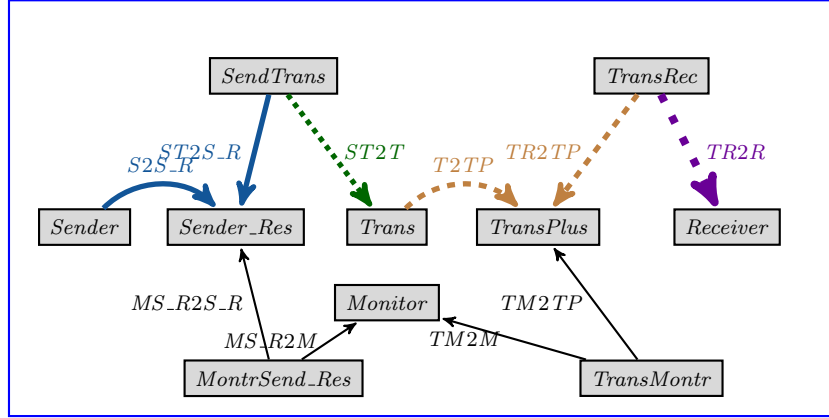 SendTrans TransRec
ST2S_R ST2T TR2TP TR2R
S2S_R T2TP
Sender Sender_Res Trans TransPlus Receiver
MS_R2S_R Monitor TM2TP
MS_R2M TM2M
MontrSend_Res TransMontr